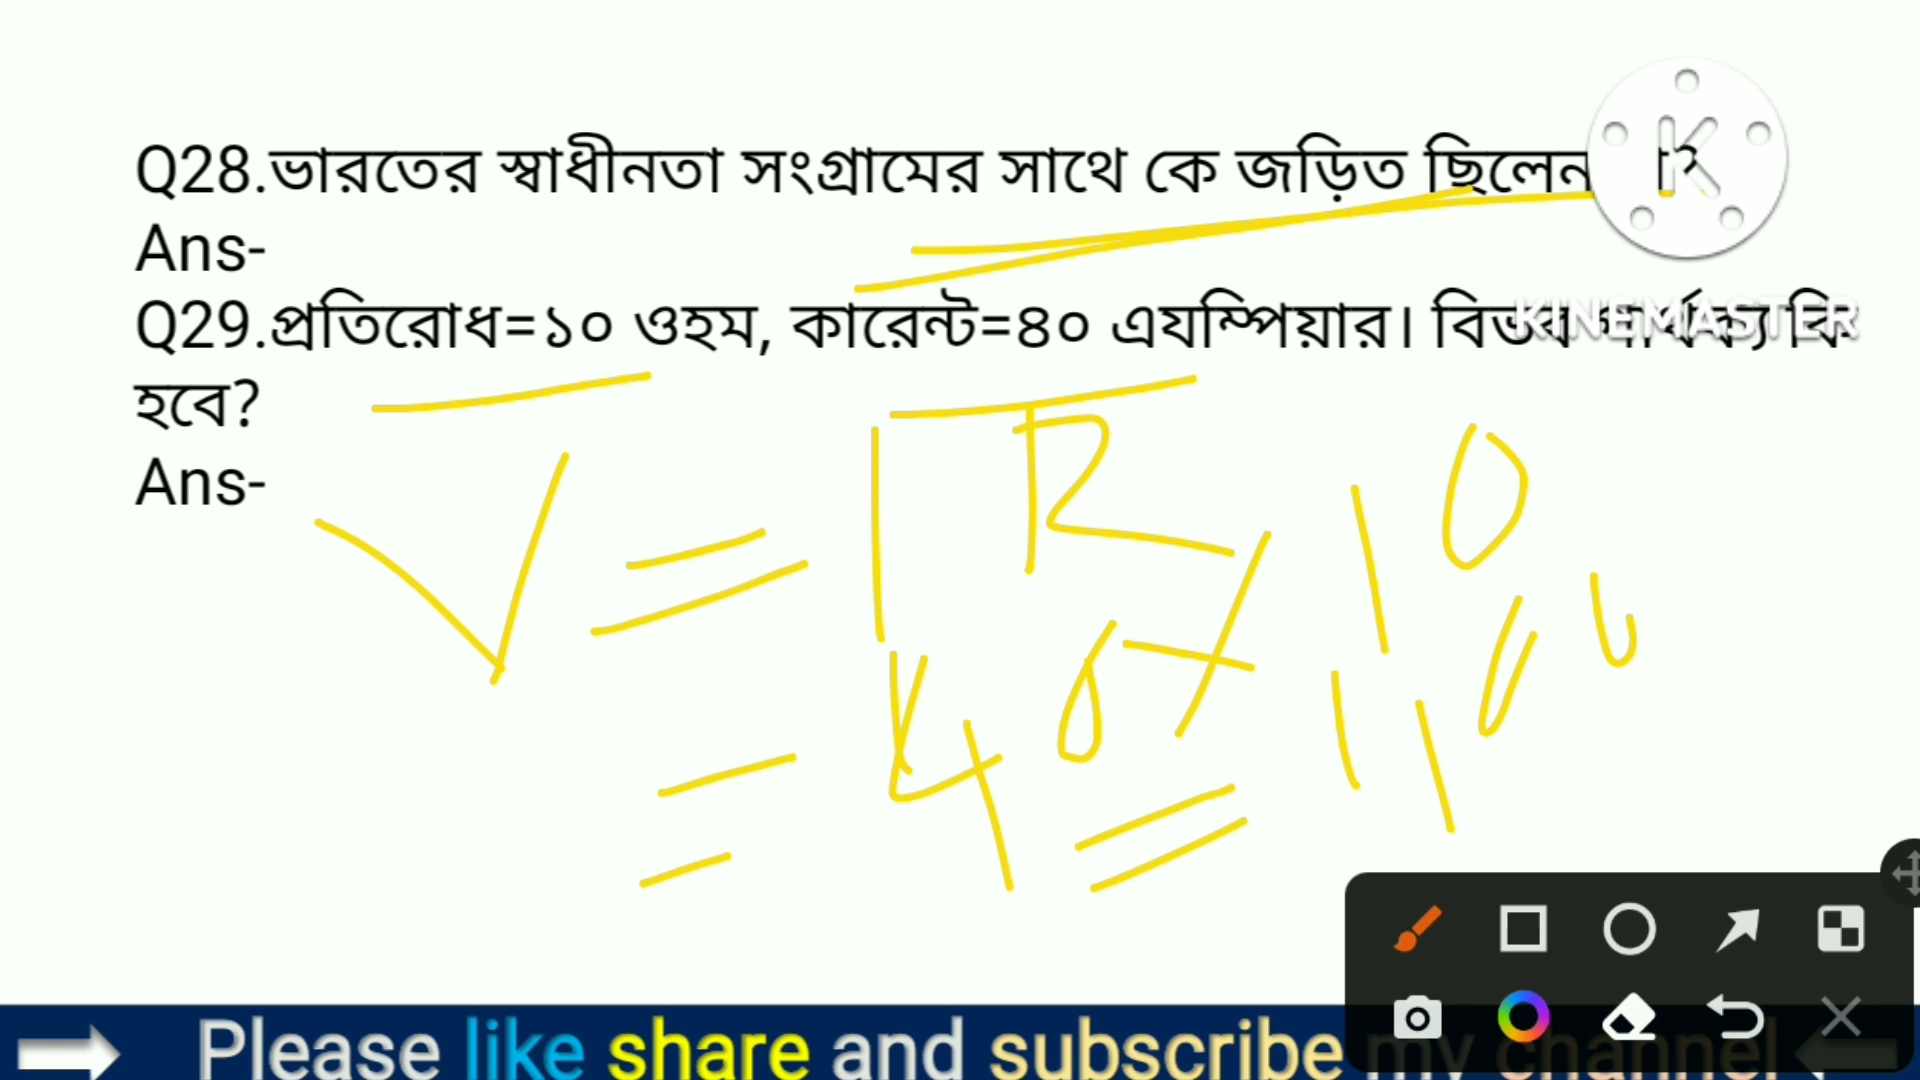 Q28.ভারতের স্বাধীনতা সংগ্রামের সাথে কে জড়িত ছিলেন
Ans-
Q29.প্রতিরোধ=১০ ওহম, কারেন্ট=৪০ এযম্পিয়ার। বিভব পার্থক্য কি
KINEMASTER
হবে?
Ans-
V = IR
= 40 × 10
=
Please like share and subscribe my channel